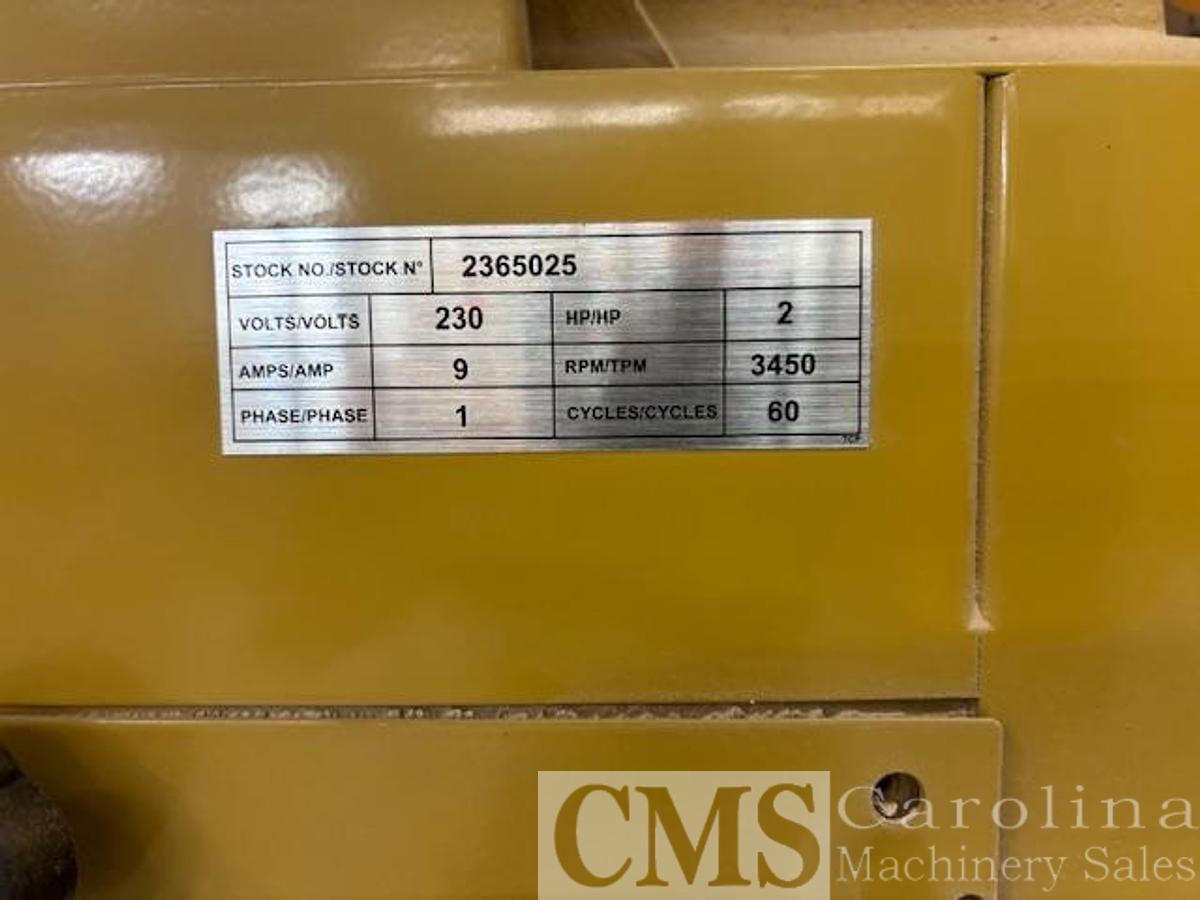 STOCK NO./STOCK N° 2365025
VOLTS/VOLTS 230 HP/HP 2
AMPS/AMP 9 RPM/TPM 3450
PHASE/PHASE 1 CYCLES/CYCLES 60
CMS Carolina
Machinery Sales